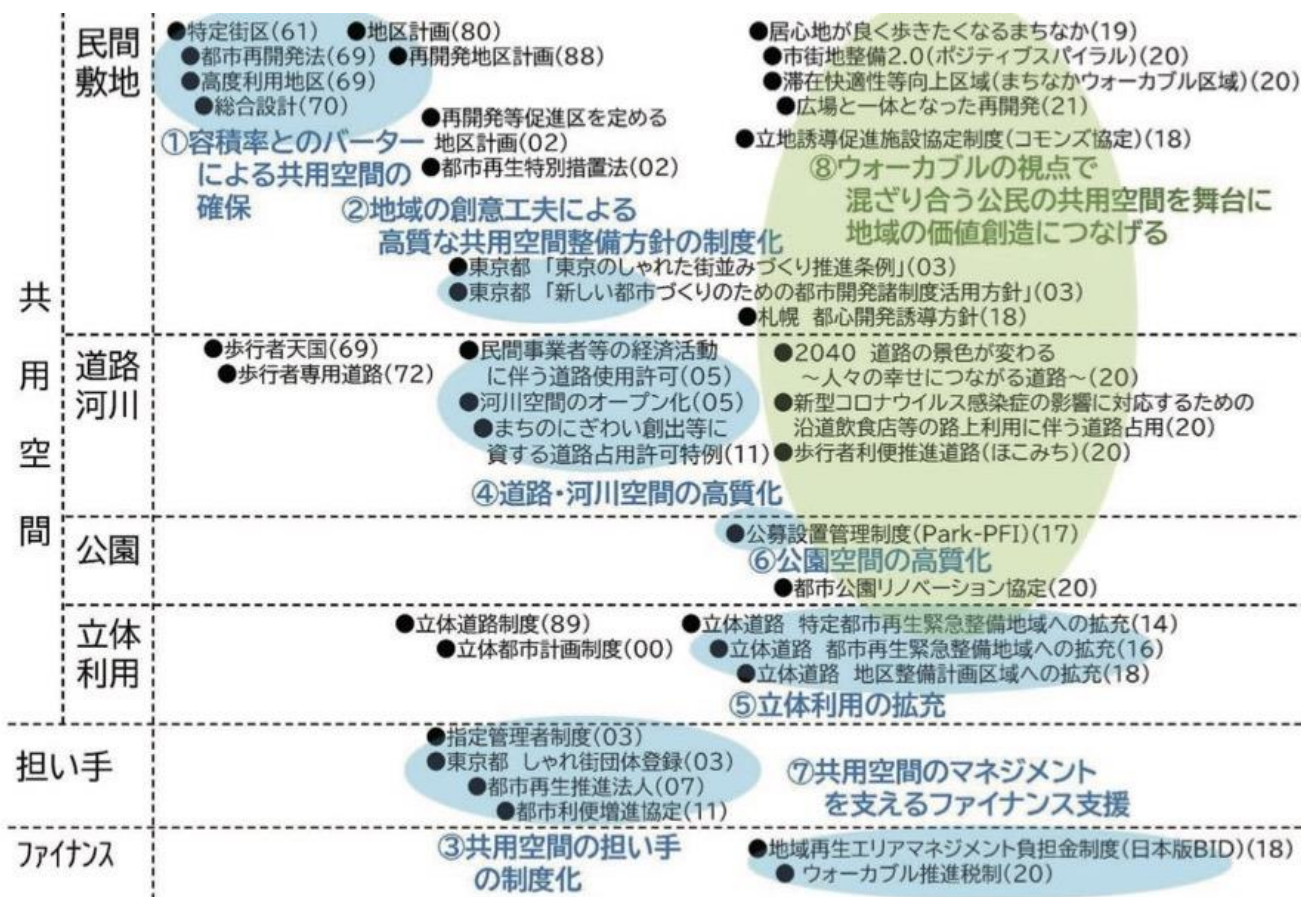 共用空間
民間
敷地
●特定街区(61)
●地区計画(80)
●都市再開発法(69)
●再開発地区計画(88)
●高度利用地区(69)
●総合設計(70)
●再開発等促進区を定める
地区計画(02)
●都市再生特別措置法(02)
①容積率とのバーター
による共用空間の
確保
②地域の創意工夫による
高質な共用空間整備方針の制度化
●東京都 「東京のしゃれた街並みづくり推進条例」(03)
●東京都 「新しい都市づくりのための都市開発諸制度活用方針」(03)
●札幌 都心開発誘導方針(18)
●居心地が良く歩きたくなるまちなか(19)
●市街地整備2.0(ポジティブスパイラル)(20)
●滞在快適性等向上区域(まちなかウォーカブル区域)(20)
●広場と一体となった再開発(21)
●立地誘導促進施設協定制度(コモンズ協定)(18)
⑧ウォーカブルの視点で
混ざり合う公民の共用空間を舞台に
地域の価値創造につなげる
道路
河川
●歩行者天国(69)
●歩行者専用道路(72)
●民間事業者等の経済活動
に伴う道路使用許可(05)
●河川空間のオープン化(05)
●まちのにぎわい創出等に
資する道路占用許可特例(11)
④道路・河川空間の高質化
●2040 道路の景色が変わる
～人々の幸せにつながる道路～(20)
●新型コロナウイルス感染症の影響に対応するための
沿道飲食店等の路上利用に伴う道路占用(20)
●歩行者利便推進道路(ほこみち)(20)
公園
●公募設置管理制度(Park-PFI)(17)
⑥公園空間の高質化
●都市公園リノベーション協定(20)
立体
利用
●立体道路制度(89)
●立体都市計画制度(00)
●立体道路 特定都市再生緊急整備地域への拡充(14)
●立体道路 都市再生緊急整備地域への拡充(16)
●立体道路 地区整備計画区域への拡充(18)
⑤立体利用の拡充
担い手
●指定管理者制度(03)
●東京都 しゃれ街団体登録(03)
●都市再生推進法人(07)
●都市利便増進協定(11)
③共用空間の担い手
の制度化
⑦共用空間のマネジメント
を支えるファイナンス支援
ファイナンス
●地域再生エリアマネジメント負担金制度(日本版BID)(18)
● ウォーカブル推進税制(20)